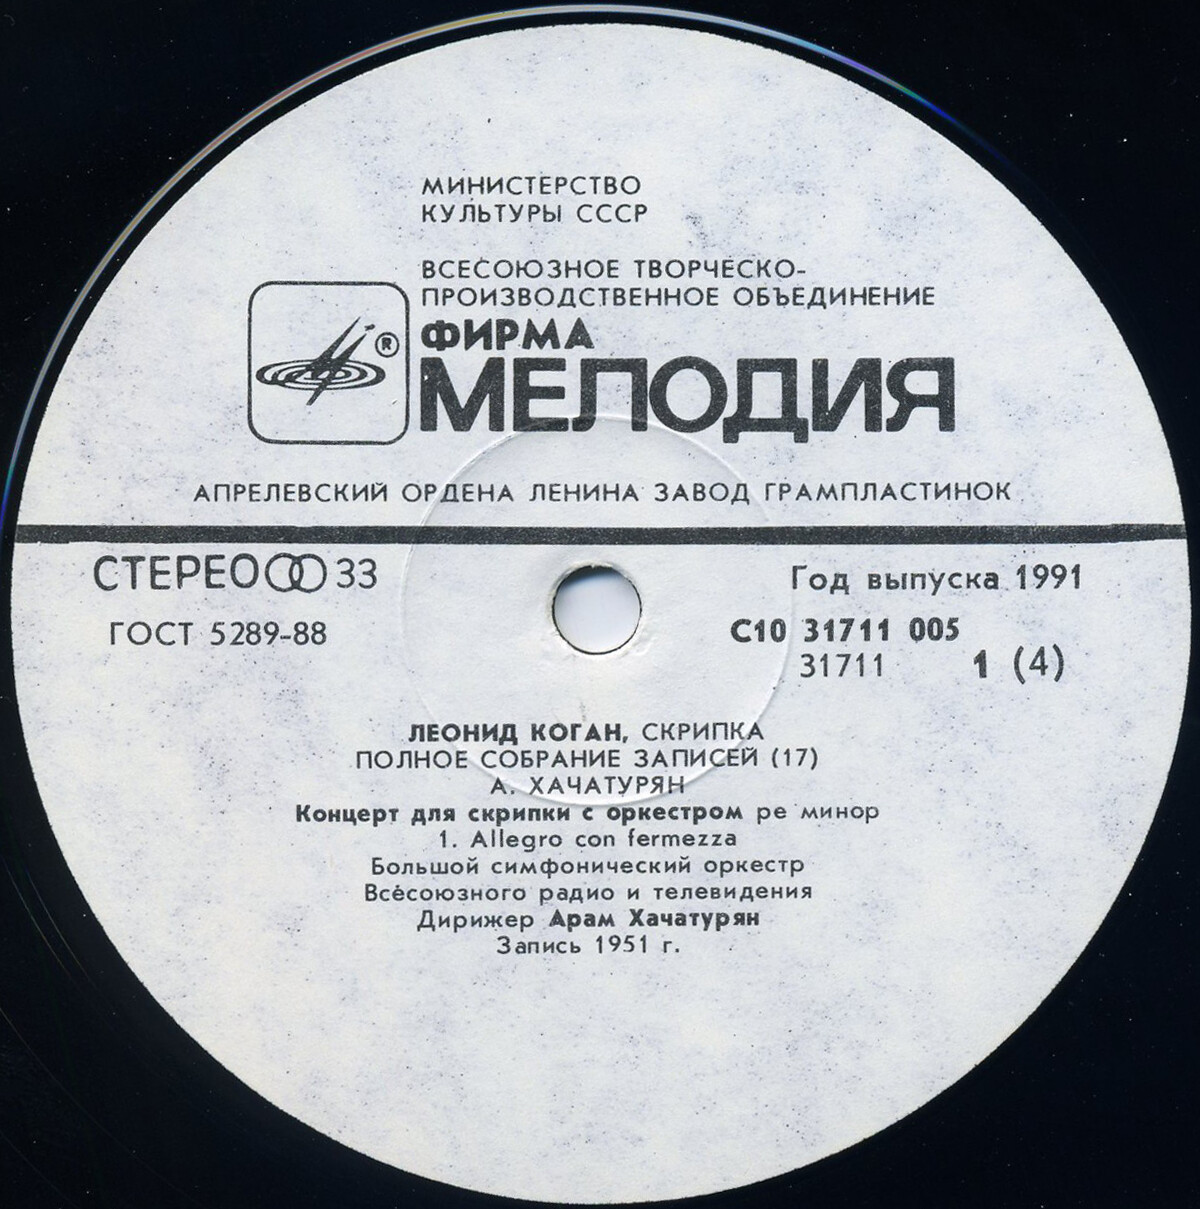 МИНИСТЕРСТВО
КУЛЬТУРЫ СССР
ВСЕСОЮЗНОЕ ТВОРЧЕСКО-
ПРОИЗВОДСТВЕННОЕ ОБЪЕДИНЕНИЕ
®
ФИРМА
МЕЛОДИЯ
АПРЕЛЕВСКИЙ ОРДЕНА ЛЕНИНА ЗАВОД ГРАМПЛАСТИНОК
СТЕРЕО 33
Год выпуска 1991
ГОСТ 5289-88
С10 31711 005
31711 1 (4)
ЛЕОНИД КОГАН, СКРИПКА
ПОЛНОЕ СОБРАНИЕ ЗАПИСЕЙ (17)
А. ХАЧАТУРЯН
Концерт для скрипки с оркестром ре минор
1. Allegro con fermezza
Большой симфонический оркестр
Всесоюзного радио и телевидения
Дирижер Арам Хачатурян
Запись 1951 г.